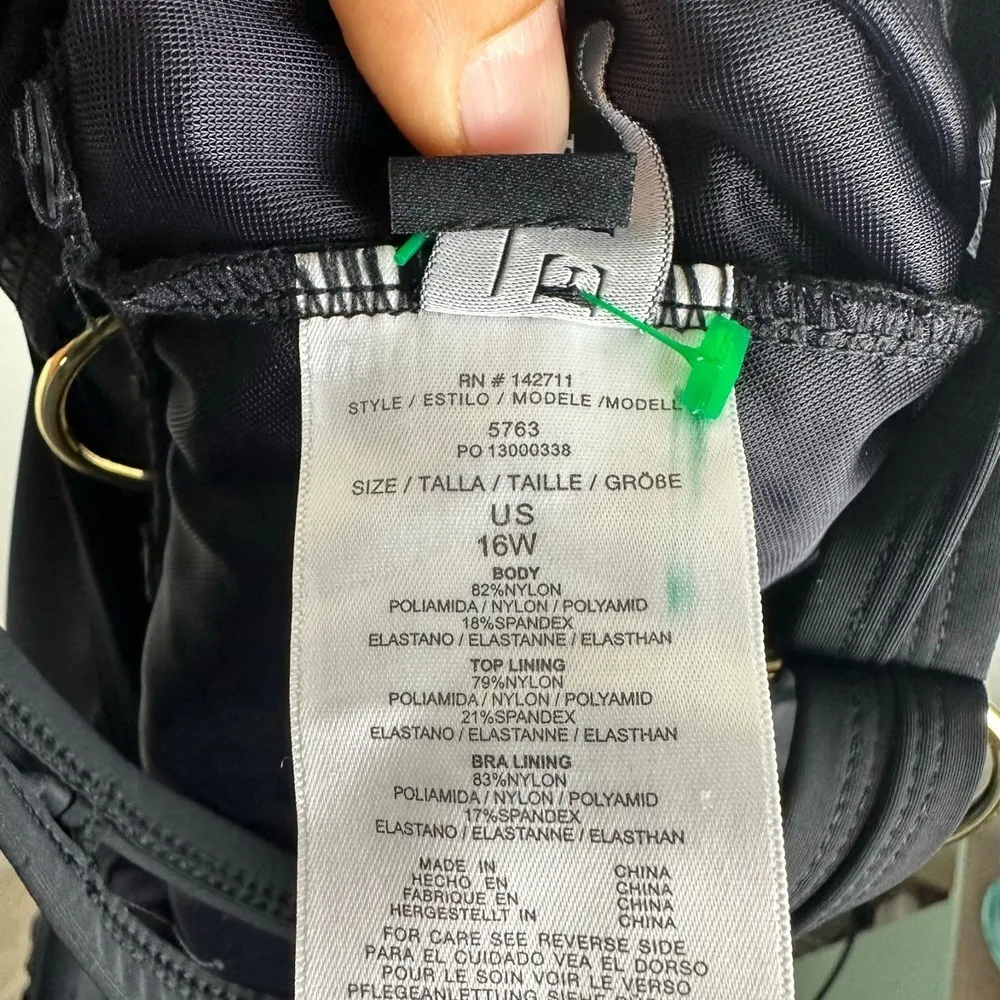 RN # 142711
STYLE / ESTILO / MODELE /MODELL
5763
PO 13000338
SIZE / TALLA / TAILLE / GRÖßE
US
16W
BODY
82%NYLON
POLIAMIDA / NYLON / POLYAMID
18%SPANDEX
ELASTANO / ELASTANNE / ELASTHAN
TOP LINING
79%NYLON
POLIAMIDA / NYLON / POLYAMID
21%SPANDEX
ELASTANO / ELASTANNE / ELASTHAN
BRA LINING
83%NYLON
POLIAMIDA / NYLON / POLYAMID
17%SPANDEX
ELASTANO / ELASTANNE / ELASTHAN
MADE IN CHINA
HECHO EN CHINA
FABRIQUE EN CHINA
HERGESTELLT IN CHINA
FOR CARE SEE REVERSE SIDE
PARA EL CUIDADO VEA EL DORSO
POUR LE SOIN VOIR LE VERSO
PFLEGEANLEITUNG SIEHE